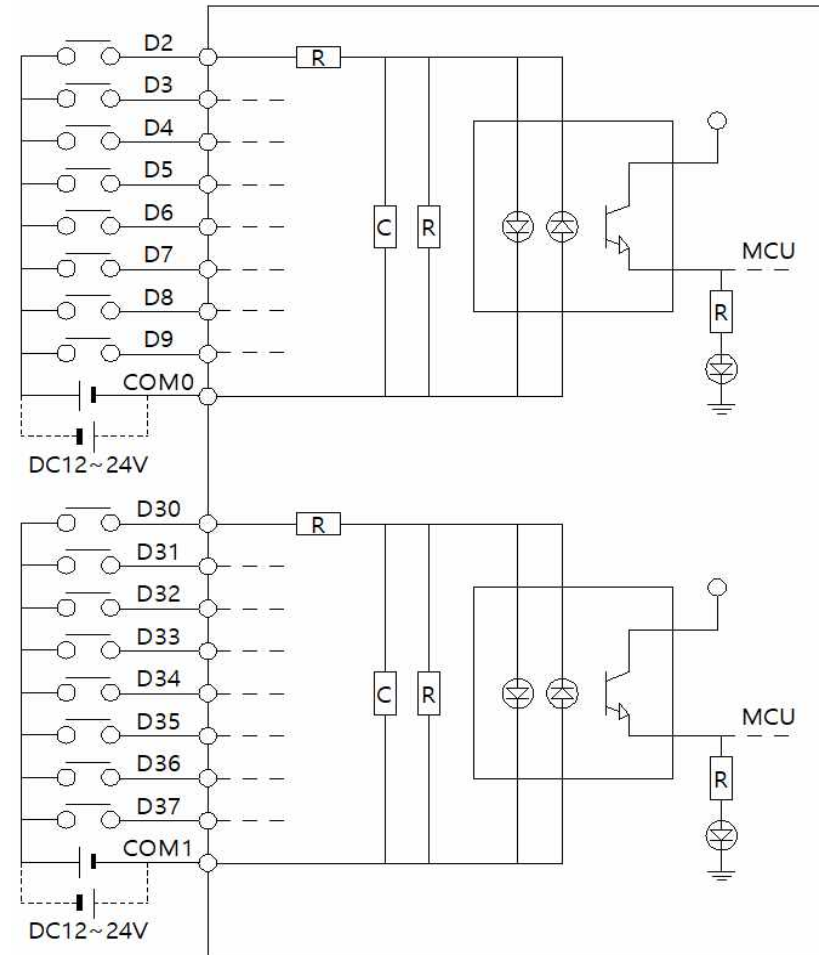 D2
R
D3
D4
D5
D6
C
R
D7
MCU
D8
R
D9
COM0
DC12~24V
D30
R
D31
D32
D33
D34
C
R
D35
MCU
D36
R
D37
COM1
DC12~24V